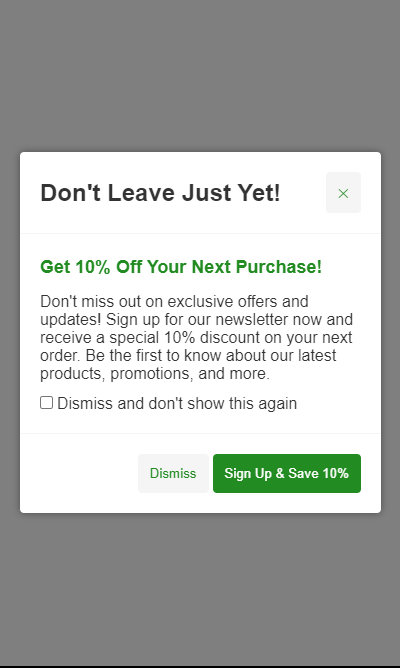 Don't Leave Just Yet!
×
Get 10% Off Your Next Purchase!
Don't miss out on exclusive offers and
updates! Sign up for our newsletter now and
receive a special 10% discount on your next
order. Be the first to know about our latest
products, promotions, and more.
Dismiss and don't show this again
Dismiss
Sign Up & Save 10%